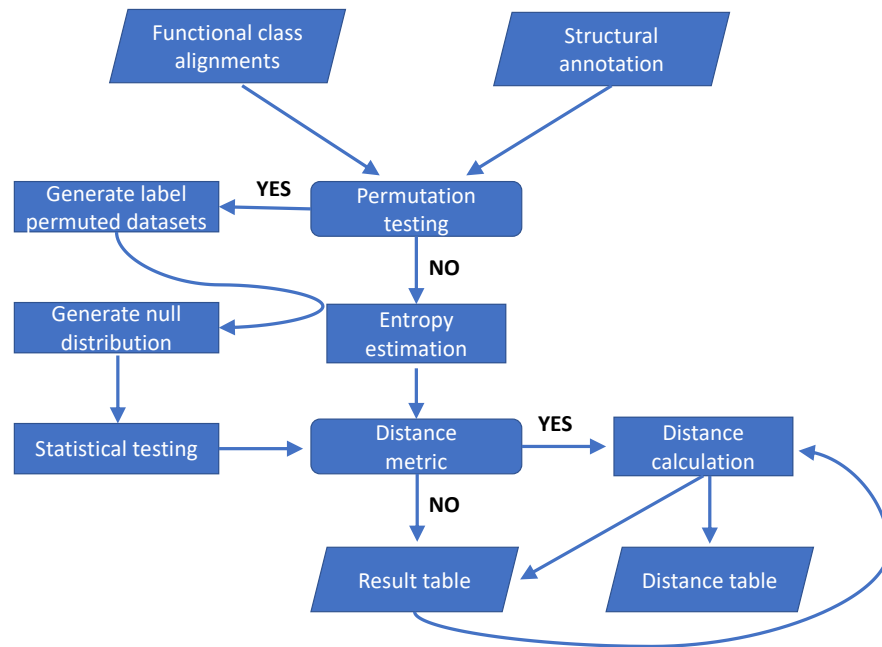 Functional class
alignments
Structural
annotation
YES
Generate label
permuted datasets
Permutation
testing
NO
Generate null
distribution
Entropy
estimation
YES
Statistical testing
Distance
metric
Distance
calculation
NO
Result table
Distance table